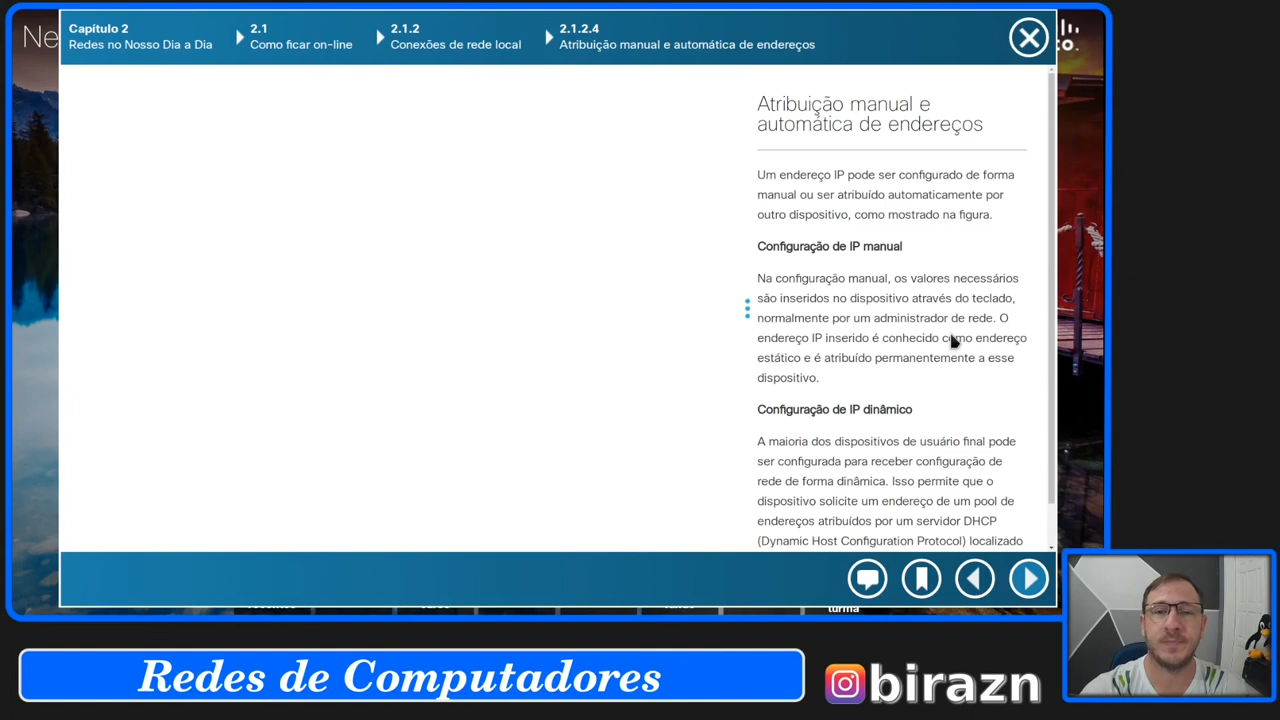 Ne
Capítulo 2
Redes no Nosso Dia a Dia
2.1
Como ficar on-line
2.1.2
Conexões de rede local
2.1.2.4
Atribuição manual e automática de endereços
Atribuição manual e
automática de endereços
Um endereço IP pode ser configurado de forma
manual ou ser atribuído automaticamente por
outro dispositivo, como mostrado na figura.
Configuração de IP manual
Na configuração manual, os valores necessários
são inseridos no dispositivo através do teclado,
normalmente por um administrador de rede. O
endereço IP inserido é conhecido como endereço
estático e é atribuído permanentemente a esse
dispositivo.
Configuração de IP dinâmico
A maioria dos dispositivos de usuário final pode
ser configurada para receber configuração de
rede de forma dinâmica. Isso permite que o
dispositivo solicite um endereço de um pool de
endereços atribuídos por um servidor DHCP
(Dynamic Host Configuration Protocol) localizado
turma
Redes de Computadores
birazn